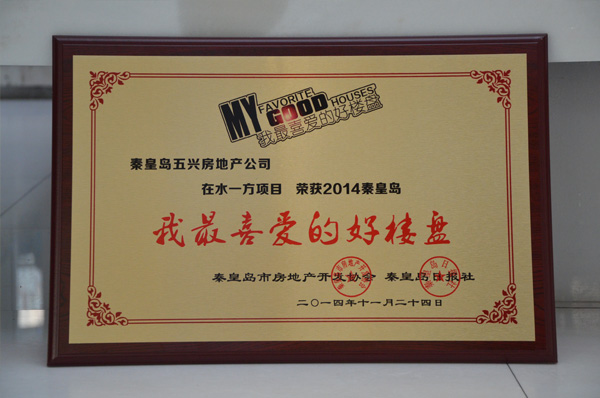 MY FAVORITE
GOOD HOUSES
我最喜爱的好楼盘
秦皇岛五兴房地产公司
在水一方项目 荣获2014秦皇岛
我最喜爱的好楼盘
秦皇岛市房地产开发协会 秦皇岛日报社
二〇一四年十一月二十四日